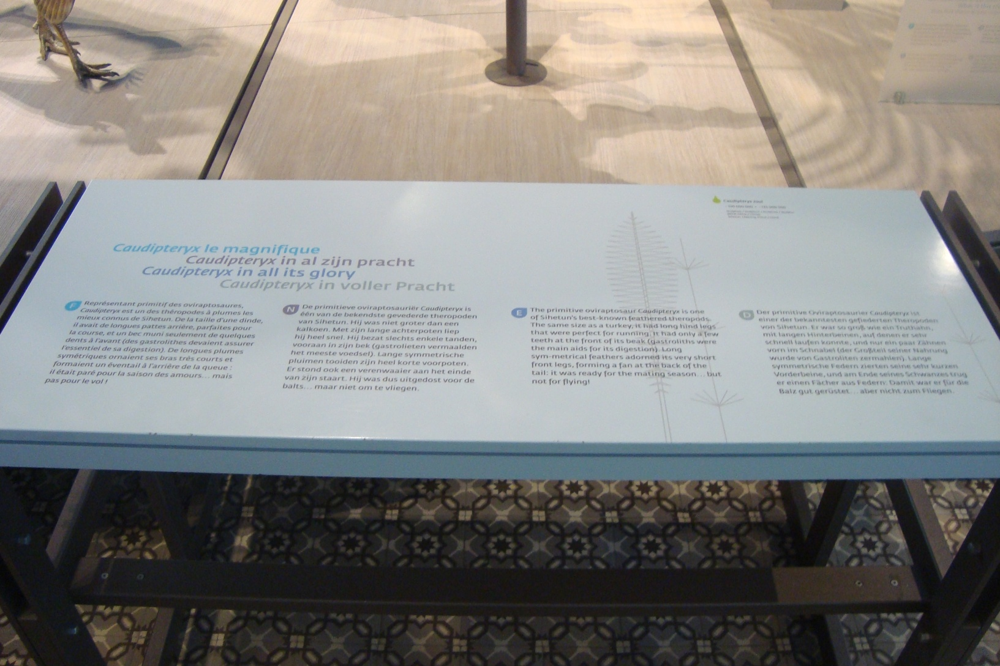 Caudipteryx le magnifique
Caudipteryx in al zijn pracht
Caudipteryx in all its glory
Caudipteryx in voller Pracht
F
Représentant primitif des oviraptosaures,
Caudipteryx est un des théropodes à plumes les
mieux connus de Sihetun. De la taille d'une dinde,
il avait de longues pattes arrière, parfaites pour
la course, et un bec muni seulement de quelques
dents à l'avant (des gastrolithes devaient assurer
l'essentiel de sa digestion). De longues plumes
symétriques ornaient ses bras très courts et
formaient un éventail à l'arrière de la queue :
il était paré pour la saison des amours... mais
pas pour le vol !
N
De primitieve oviraptosauriër Caudipteryx is
één van de bekendste gevederde theropoden
van Sihetun. Hij was niet groter dan een
kalkoen. Met zijn lange achterpoten liep
hij heel snel. Hij bezat slechts enkele tanden,
vooraan in zijn bek (gastrolieten vermaalden
het meeste voedsel). Lange symmetrische
pluimen tooiden zijn heel korte voorpoten.
Er stond ook een verenwaaier aan het einde
van zijn staart. Hij was dus uitgedost voor de
balts... maar niet om te vliegen.
E
The primitive oviraptosaur Caudipteryx is one
of Sihetun's best-known feathered theropods.
The same size as a turkey, it had long hind legs
that were perfect for running. It had only a few
teeth at the front of its beak (gastroliths were
the main aids for its digestion). Long
sym-metrical feathers adorned its very short
front legs, forming a fan at the back of the
tail: it was ready for the mating season... but
not for flying!
D
Der primitive Oviraptosaurier Caudipteryx ist
einer der bekanntesten gefiederten Theropoden
von Sihetun. Er war so groß wie ein Truthahn,
mit langen Hinterbeinen, auf denen er sehr
schnell laufen konnte, und nur ein paar Zähnen
vorn im Schnabel (der Großteil seiner Nahrung
wurde von Gastroliten zermahlen). Lange
symmetrische Federn zierten seine sehr kurzen
Vorderbeine, und am Ende seines Schwanzes trug
er einen Fächer aus Federn. Damit war er für die
Balz gut gerüstet... aber nicht zum Fliegen.
Caudipteryx zoui